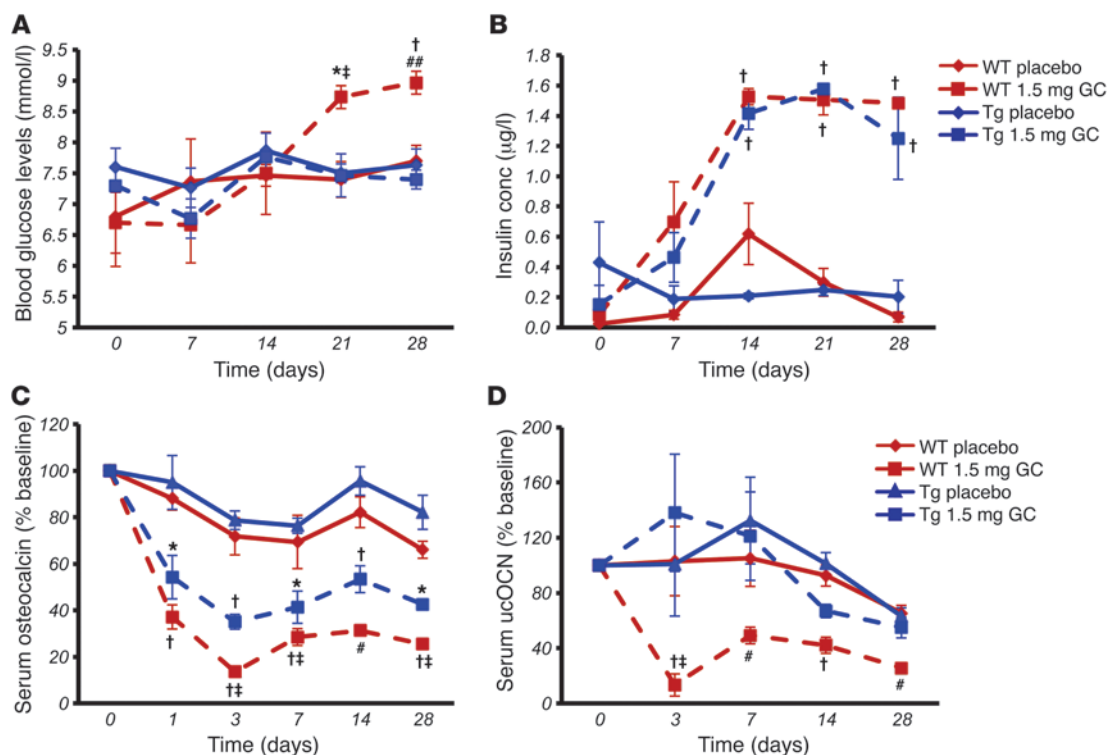 A
Blood glucose levels (mmol/l)
9.5
9
8.5
8
7.5
7
6.5
6
5.5
5
*‡
†
##
0 7 14 21 28
Time (days)
B
Insulin conc (µg/l)
1.8
1.6
1.4
1.2
1.0
0.8
0.6
0.4
0.2
0.0
† † †
† † †
0 7 14 21 28
Time (days)
WT placebo
WT 1.5 mg GC
Tg placebo
Tg 1.5 mg GC
C
Serum osteocalcin (% baseline)
120
100
80
60
40
20
0
* † * † *
† †‡ †‡ # †‡
0 1 3 7 14 28
Time (days)
D
Serum ucOCN (% baseline)
200
160
120
80
40
0
†‡ # † #
0 3 7 14 28
Time (days)
WT placebo
WT 1.5 mg GC
Tg placebo
Tg 1.5 mg GC